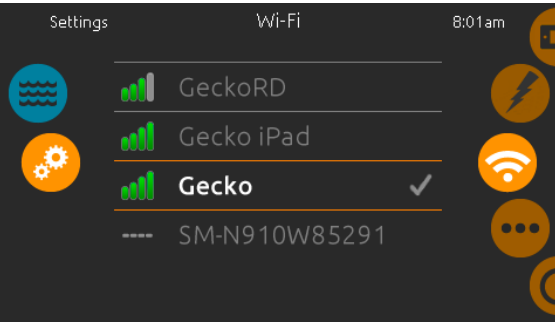 Settings Wi-Fi 8:01am
GeckoRD
Gecko iPad
Gecko
---- SM-N910W85291